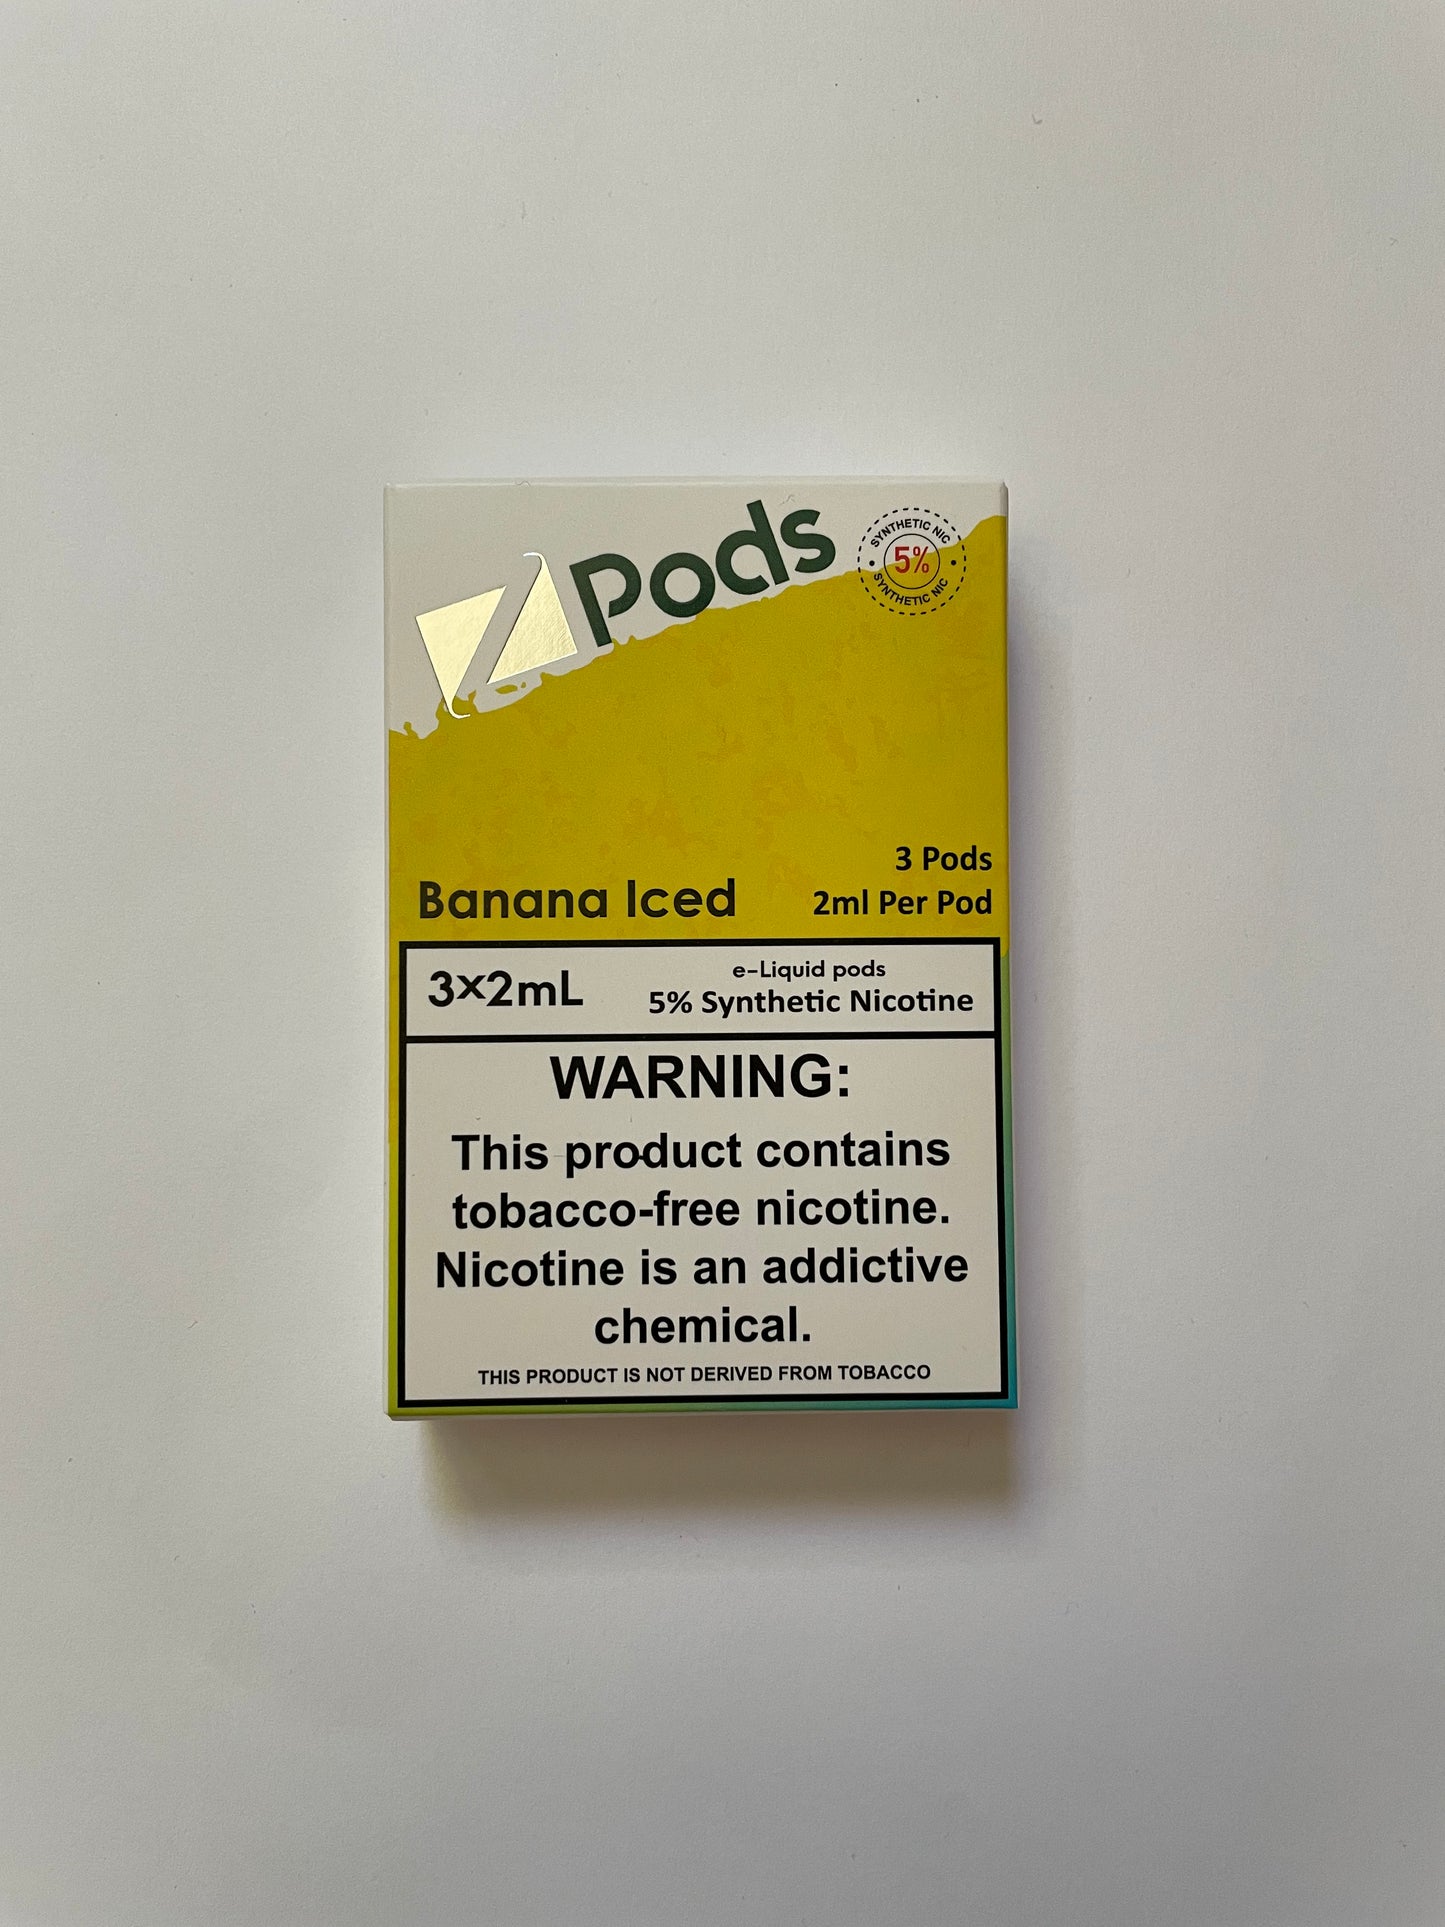 Z Pods
SYNTHETIC NIC
5%
SYNTHETIC NIC
3 Pods
Banana Iced
2ml Per Pod
3×2mL
e-Liquid pods
5% Synthetic Nicotine
WARNING:
This product contains
tobacco-free nicotine.
Nicotine is an addictive
chemical.
THIS PRODUCT IS NOT DERIVED FROM TOBACCO